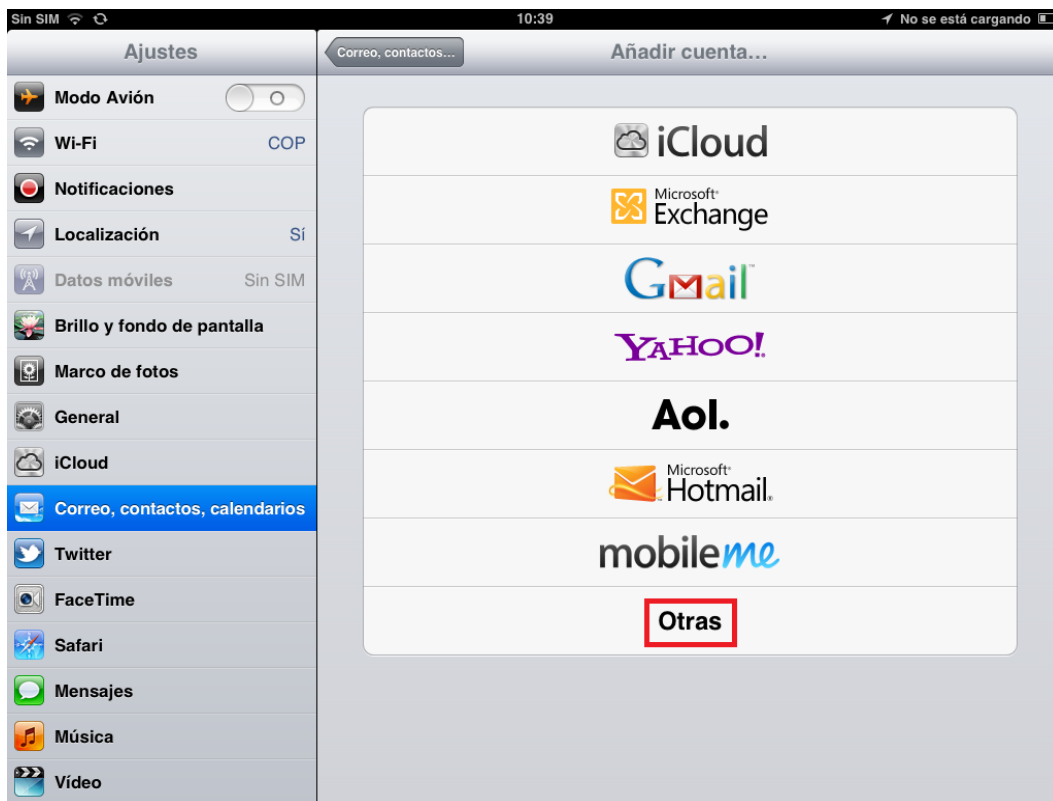 Sin SIM 10:39 No se está cargando
Ajustes
Correo, contactos...
Añadir cuenta...
Modo Avión
Wi-Fi COP
Notificaciones
Localización Sí
Datos móviles Sin SIM
Brillo y fondo de pantalla
Marco de fotos
General
iCloud
Correo, contactos, calendarios
Twitter
FaceTime
Safari
Mensajes
Música
Vídeo
iCloud
Microsoft®
Exchange
Gmail™
YAHOO!
Aol.
Microsoft®
Hotmail®
mobileme
Otras